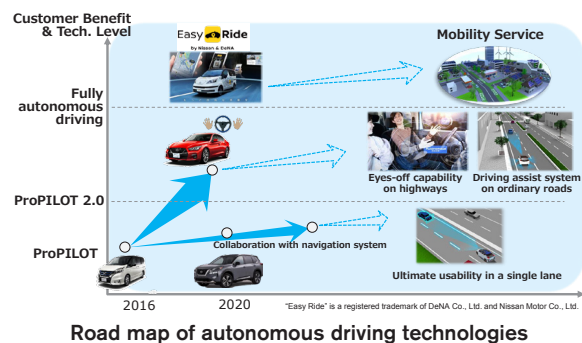 Customer Benefit
& Tech. Level
Easy Ride
by Nissan & DeNA
Mobility Service
Fully
autonomous
driving
Eyes-off capability
on highways
Driving assist system
on ordinary roads
ProPILOT 2.0
ProPILOT
Collaboration with navigation system
Ultimate usability in a single lane
2016
2020
"Easy Ride" is a registered trademark of DeNA Co., Ltd. and Nissan Motor Co., Ltd.
Road map of autonomous driving technologies